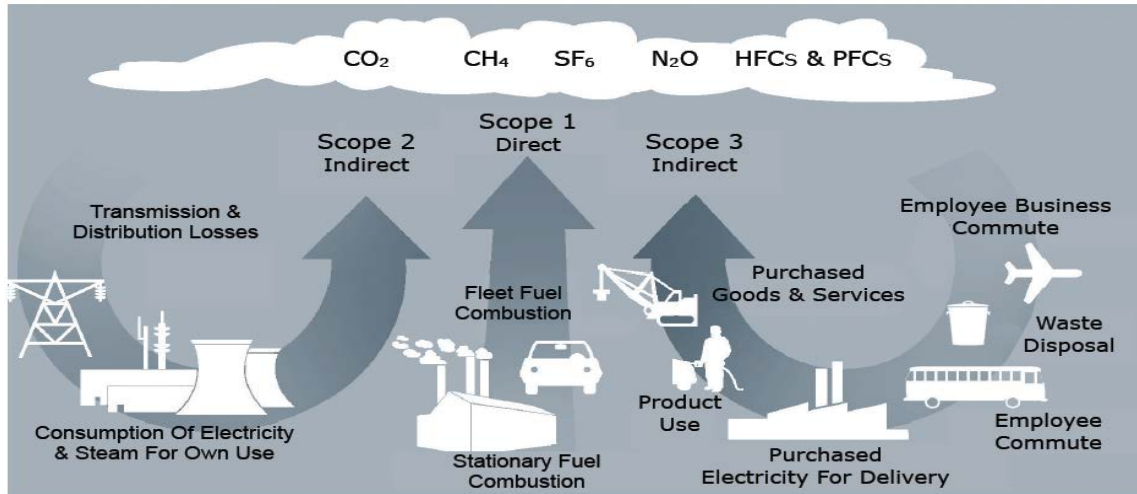 CO₂ CH₄ SF₆ N₂O HFCs & PFCs
Scope 2
Indirect
Scope 1
Direct
Scope 3
Indirect
Transmission &
Distribution Losses
Consumption Of Electricity
& Steam For Own Use
Fleet Fuel
Combustion
Stationary Fuel
Combustion
Purchased
Goods & Services
Product
Use
Purchased
Electricity For Delivery
Employee Business
Commute
Waste
Disposal
Employee
Commute